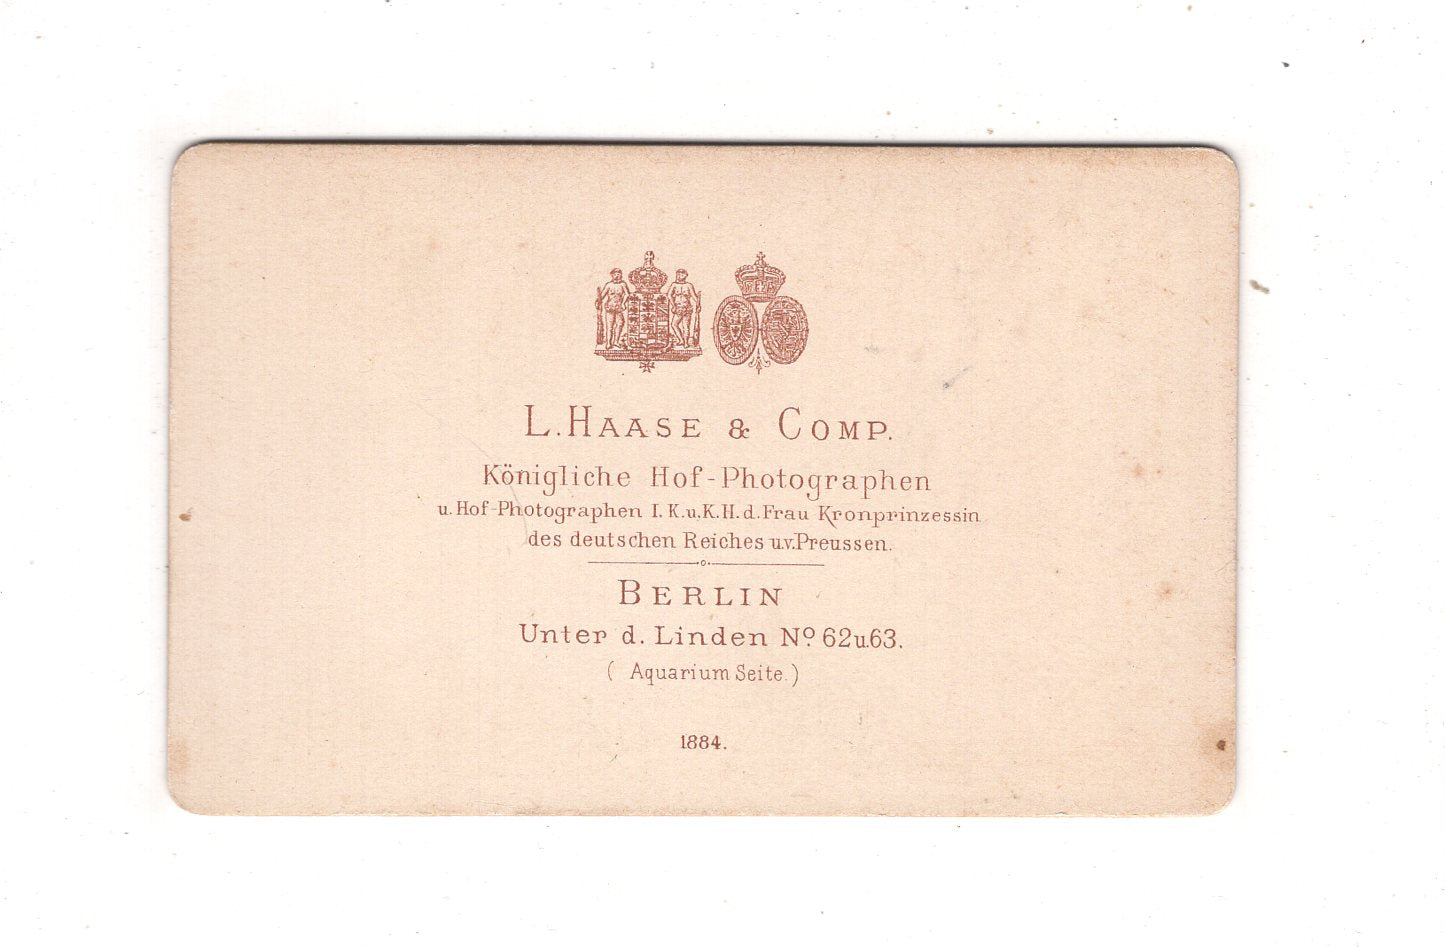 L. HAASE & COMP.
Königliche Hof-Photographen
u. Hof-Photographen I. K. u. K. H. d. Frau Kronprinzessin
des deutschen Reiches u. v. Preussen.
BERLIN
Unter d. Linden Nº 62 u. 63.
( Aquarium Seite. )
1884.